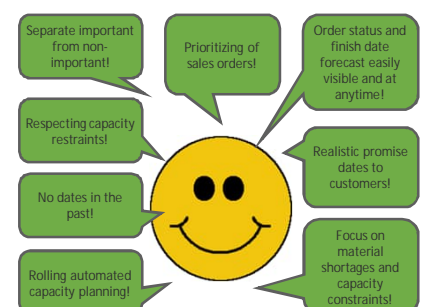 Separate important
from non-
important!
Prioritizing of
sales orders!
Order status and
finish date
forecast easily
visible and at
anytime!
Respecting capacity
restraints!
Realistic promise
dates to
customers!
No dates in the
past!
Rolling automated
capacity planning!
Focus on
material
shortages and
capacity
constraints!